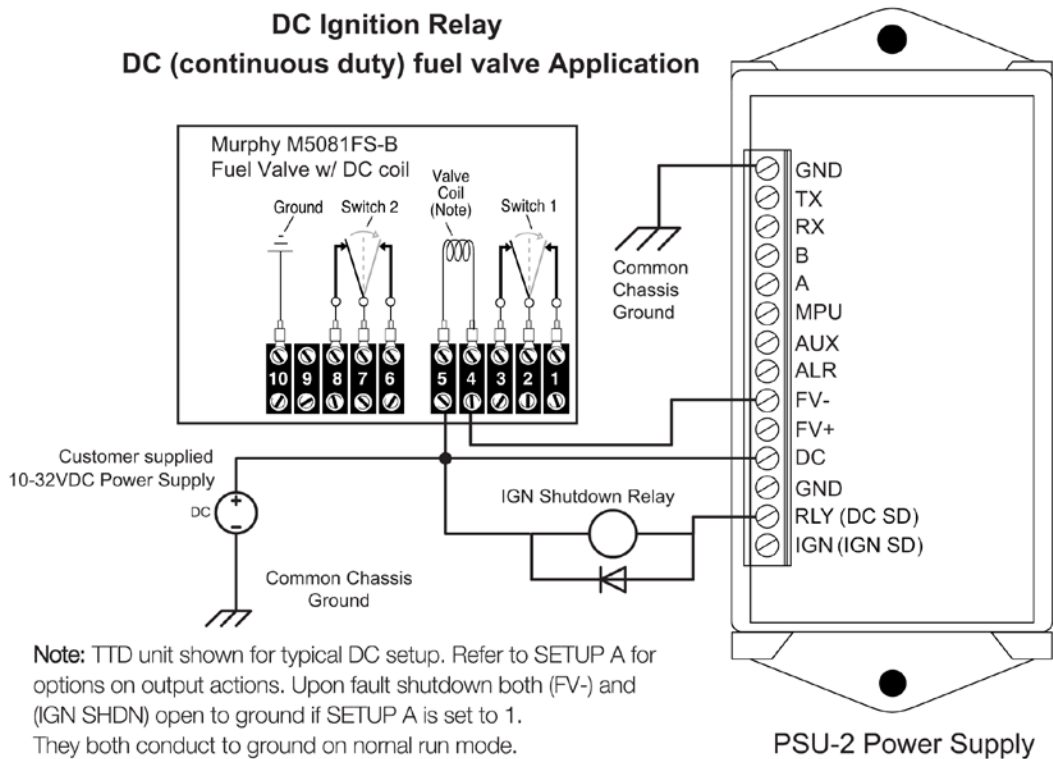 DC Ignition Relay
DC (continuous duty) fuel valve Application
Murphy M5081FS-B
Fuel Valve w/ DC coil
Ground
Switch 2
Valve
Coil
(Note)
Switch 1
10 9 8 7 6 5 4 3 2 1
Common
Chassis
Ground
GND
TX
RX
B
A
MPU
AUX
ALR
FV-
FV+
DC
GND
RLY (DC SD)
IGN (IGN SD)
Customer supplied
10-32VDC Power Supply
DC
+
−
IGN Shutdown Relay
Common Chassis
Ground
Note: TTD unit shown for typical DC setup. Refer to SETUP A for
options on output actions. Upon fault shutdown both (FV-) and
(IGN SHDN) open to ground if SETUP A is set to 1.
They both conduct to ground on nornal run mode.
PSU-2 Power Supply